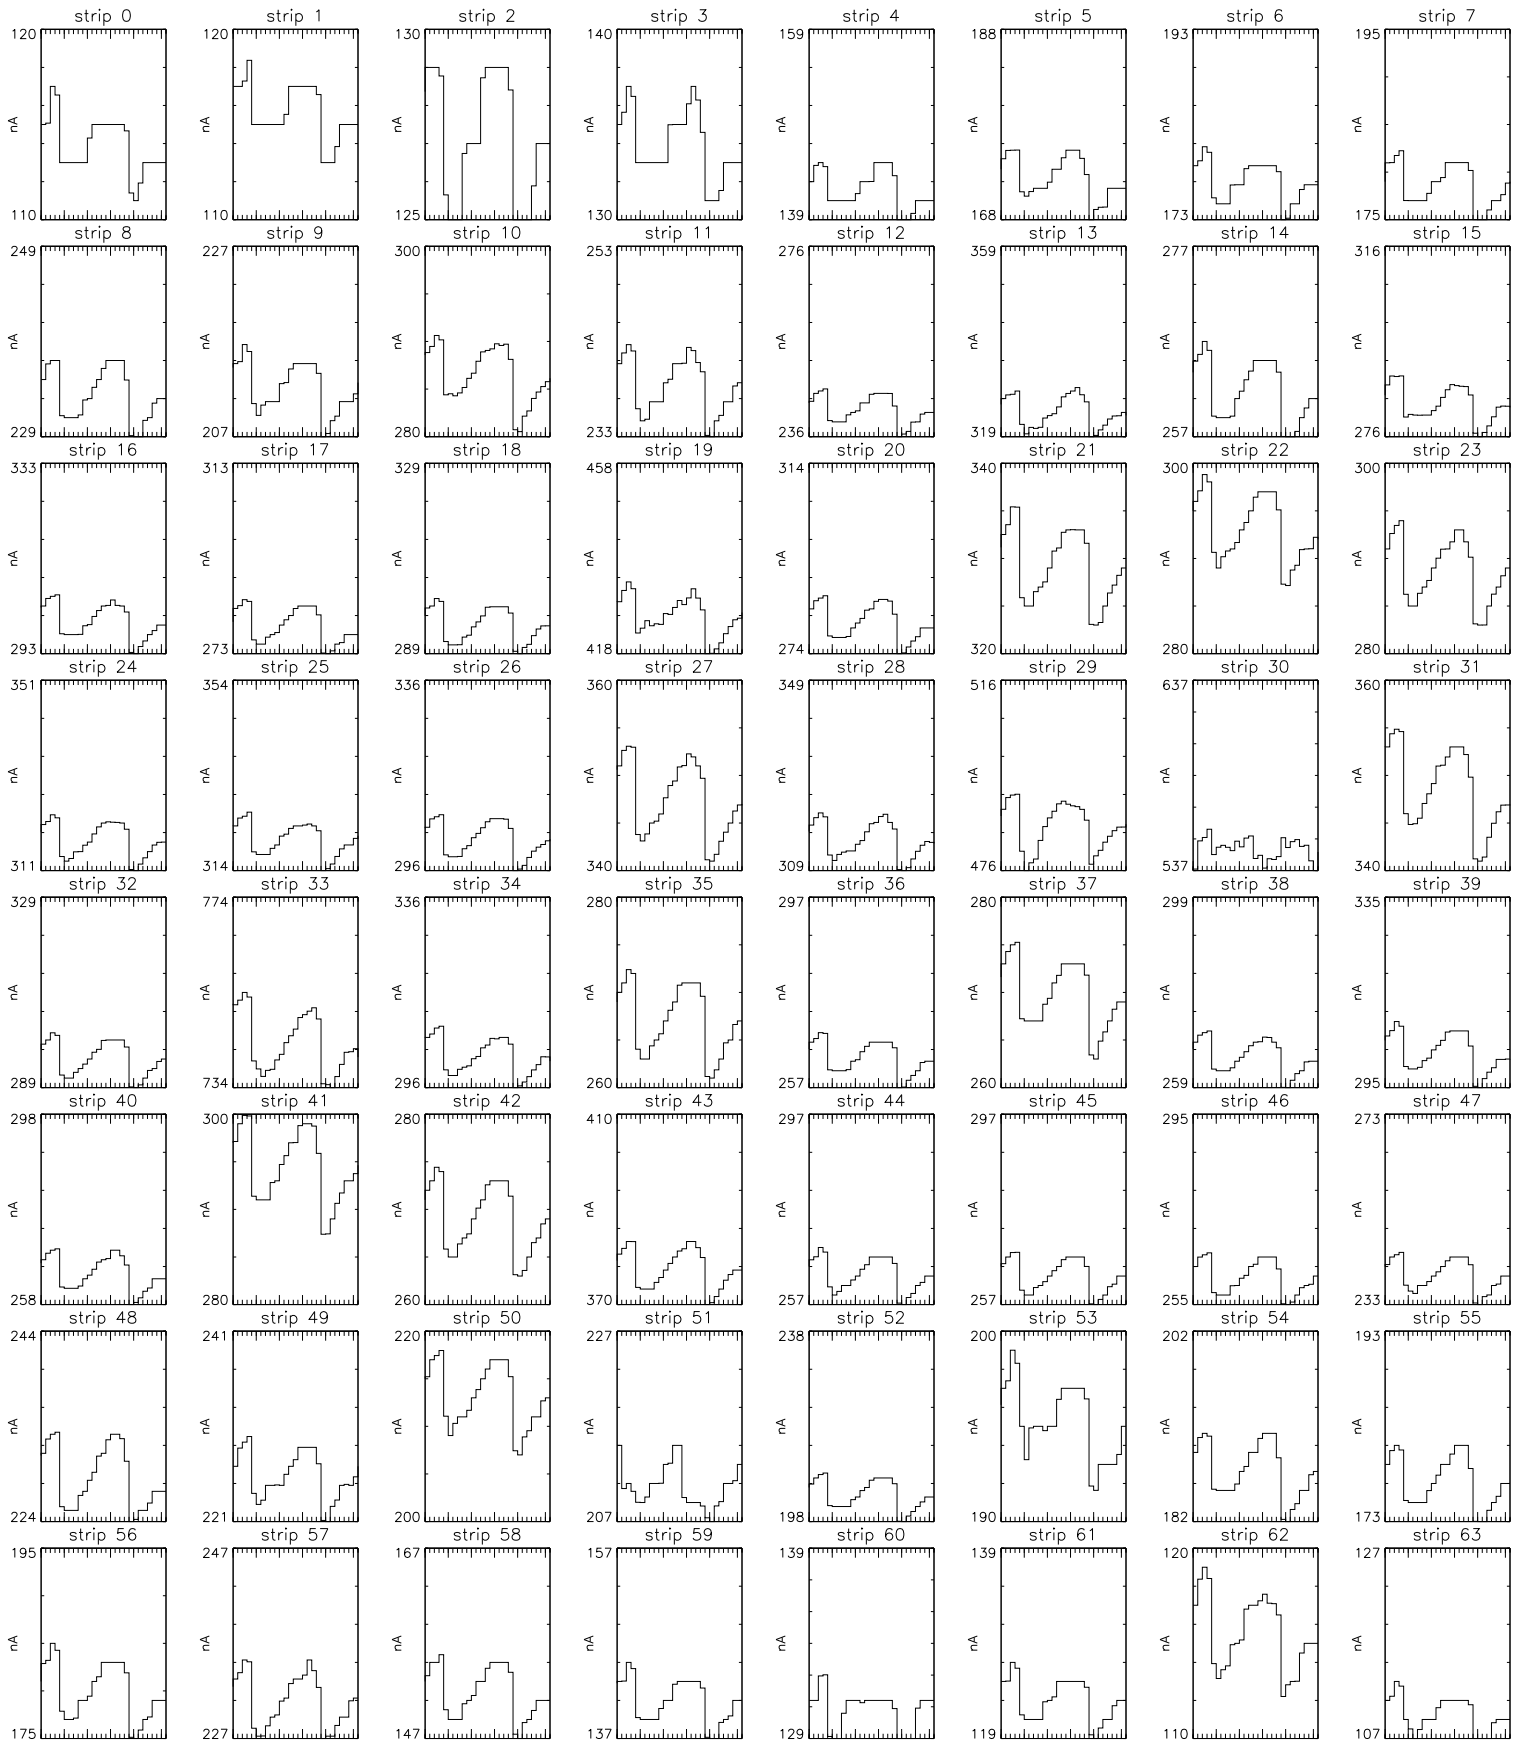 strip 0 strip 1 strip 2 strip 3 strip 4 strip 5 strip 6 strip 7
120 120 130 140 159 188 193 195
nA nA nA nA nA nA nA nA
110 110 125 130 139 168 173 175
strip 8 strip 9 strip 10 strip 11 strip 12 strip 13 strip 14 strip 15
249 227 300 253 276 359 277 316
nA nA nA nA nA nA nA nA
229 207 280 233 236 319 257 276
strip 16 strip 17 strip 18 strip 19 strip 20 strip 21 strip 22 strip 23
333 313 329 458 314 340 300 300
nA nA nA nA nA nA nA nA
293 273 289 418 274 320 280 280
strip 24 strip 25 strip 26 strip 27 strip 28 strip 29 strip 30 strip 31
351 354 336 360 349 516 637 360
nA nA nA nA nA nA nA nA
311 314 296 340 309 476 537 340
strip 32 strip 33 strip 34 strip 35 strip 36 strip 37 strip 38 strip 39
329 774 336 280 297 280 299 335
nA nA nA nA nA nA nA nA
289 734 296 260 257 260 259 295
strip 40 strip 41 strip 42 strip 43 strip 44 strip 45 strip 46 strip 47
298 300 280 410 297 297 295 273
nA nA nA nA nA nA nA nA
258 280 260 370 257 257 255 233
strip 48 strip 49 strip 50 strip 51 strip 52 strip 53 strip 54 strip 55
244 241 220 227 238 200 202 193
nA nA nA nA nA nA nA nA
224 221 200 207 198 190 182 173
strip 56 strip 57 strip 58 strip 59 strip 60 strip 61 strip 62 strip 63
195 247 167 157 139 139 120 127
nA nA nA nA nA nA nA nA
175 227 147 137 129 119 110 107